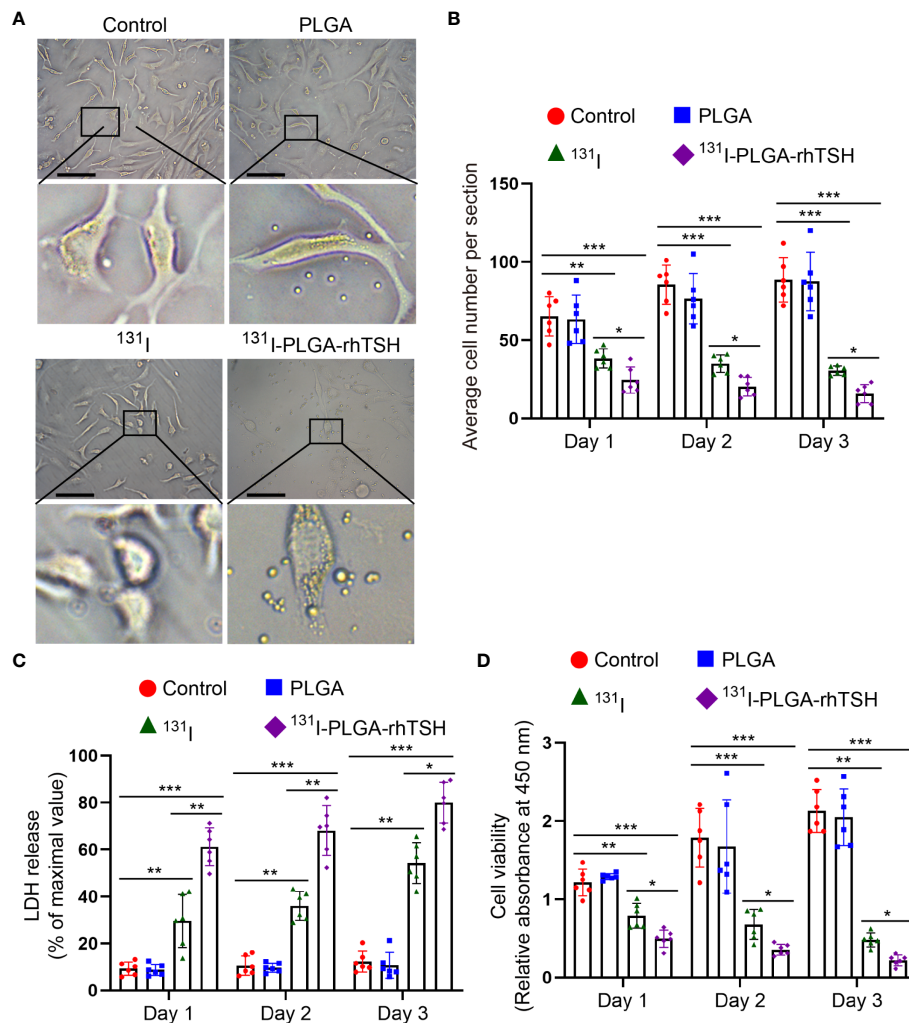 A
Control
PLGA
¹³¹I
¹³¹I-PLGA-rhTSH
B
Control
PLGA
¹³¹I
¹³¹I-PLGA-rhTSH
Average cell number per section
150
100
50
0
***
**
*
***
***
*
***
***
*
Day 1
Day 2
Day 3
C
Control
PLGA
¹³¹I
¹³¹I-PLGA-rhTSH
LDH release
(% of maximal value)
100
80
60
40
20
0
***
**
**
***
**
**
***
*
**
Day 1
Day 2
Day 3
D
Control
PLGA
¹³¹I
¹³¹I-PLGA-rhTSH
Cell viability
(Relative absorbance at 450 nm)
3
2
1
0
***
**
*
***
***
*
***
**
*
Day 1
Day 2
Day 3